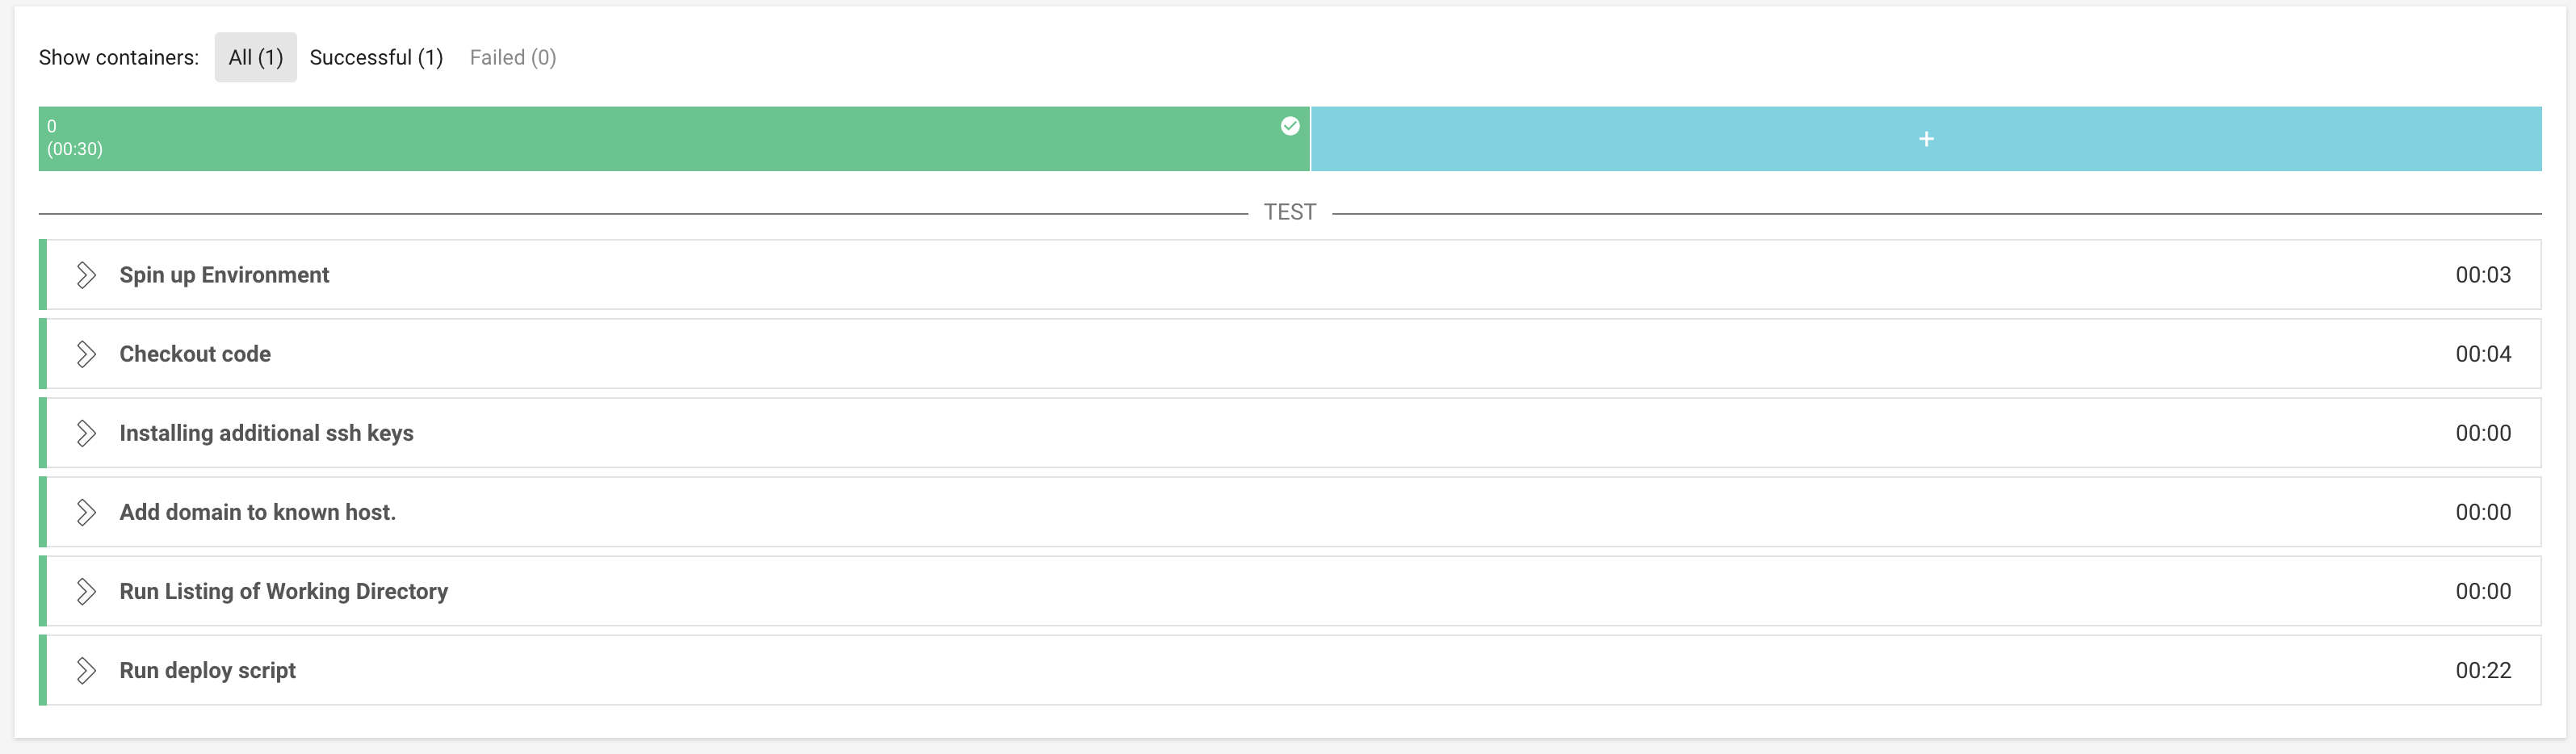 Show containers: All (1) Successful (1) Failed (0)
0
(00:30)
+
TEST
Spin up Environment 00:03
Checkout code 00:04
Installing additional ssh keys 00:00
Add domain to known host. 00:00
Run Listing of Working Directory 00:00
Run deploy script 00:22